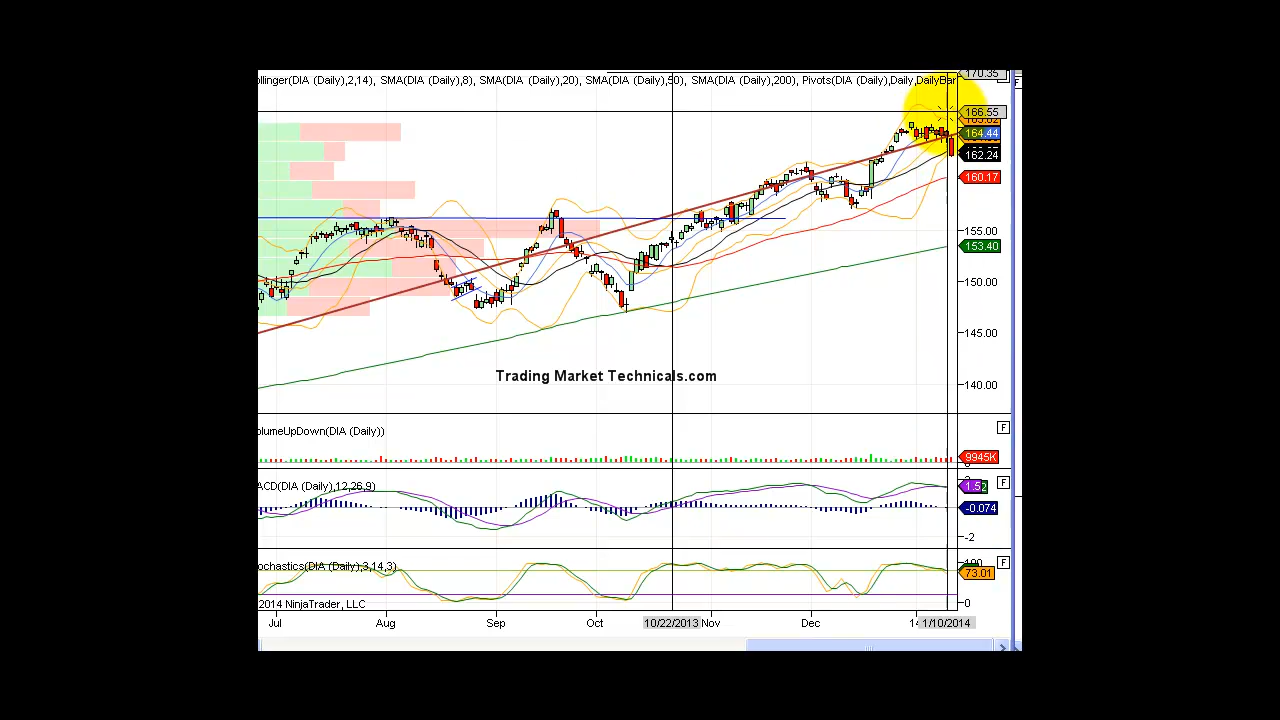 ollinger(DIA (Daily),2,14), SMA(DIA (Daily),8), SMA(DIA (Daily),20), SMA(DIA (Daily),50), SMA(DIA (Daily),200), Pivots(DIA (Daily),Daily,DailyBar
170.35
F
166.55
164.44
162.24
160.17
155.00
153.40
150.00
145.00
Trading Market Technicals.com
140.00
olumeUpDown(DIA (Daily))
F
9945K
ACD(DIA (Daily),12,26,9)
F
1.52
-0.074
-2
ochastics(DIA (Daily),3,14,3)
F
100
73.01
0
2014 NinjaTrader, LLC
Jul Aug Sep Oct 10/22/2013 Nov Dec 14 1/10/2014